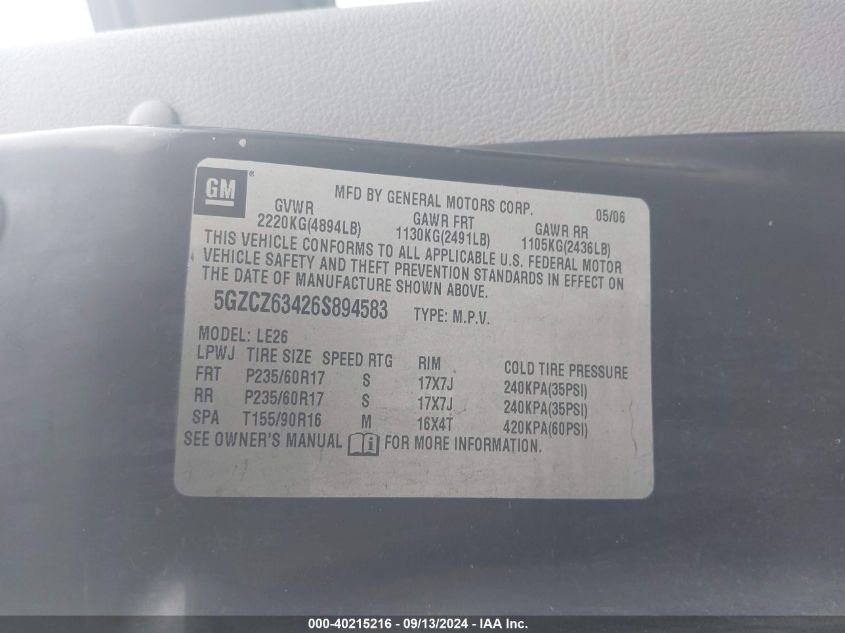 GM ® MFD BY GENERAL MOTORS CORP. 05/06
GVWR GAWR FRT GAWR RR
2220KG(4894LB) 1130KG(2491LB) 1105KG(2436LB)
THIS VEHICLE CONFORMS TO ALL APPLICABLE U.S. FEDERAL MOTOR
VEHICLE SAFETY AND THEFT PREVENTION STANDARDS IN EFFECT ON
THE DATE OF MANUFACTURE SHOWN ABOVE.
5GZCZ63426S894583 TYPE: M.P.V.
MODEL: LE26
LPWJ TIRE SIZE SPEED RTG RIM COLD TIRE PRESSURE
FRT P235/60R17 S 17X7J 240KPA(35PSI)
RR P235/60R17 S 17X7J 240KPA(35PSI)
SPA T155/90R16 M 16X4T 420KPA(60PSI)
SEE OWNER'S MANUAL i FOR MORE INFORMATION.
000-40215216 - 09/13/2024 - IAA Inc.